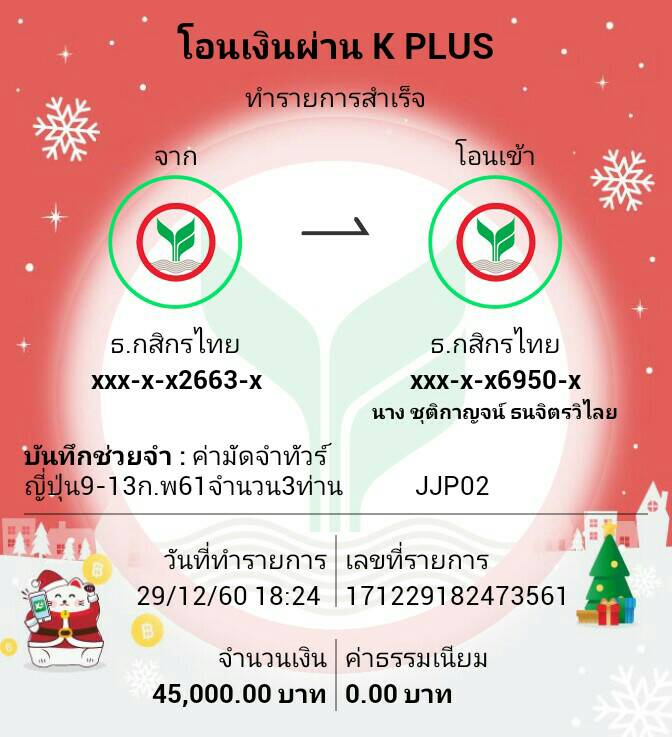 โอนเงินผ่าน K PLUS
ทำรายการสำเร็จ
จาก โอนเข้า
ธ.กสิกรไทย ธ.กสิกรไทย
xxx-x-x2663-x xxx-x-x6950-x
นาง ชุติกาญจน์ ธนจิตรวิไลย
บันทึกช่วยจำ : ค่ามัดจำทัวร์
ญี่ปุ่น9-13ก.พ61จำนวน3ท่าน JJP02
วันที่ทำรายการ เลขที่รายการ
29/12/60 18:24 171229182473561
จำนวนเงิน ค่าธรรมเนียม
45,000.00 บาท 0.00 บาท